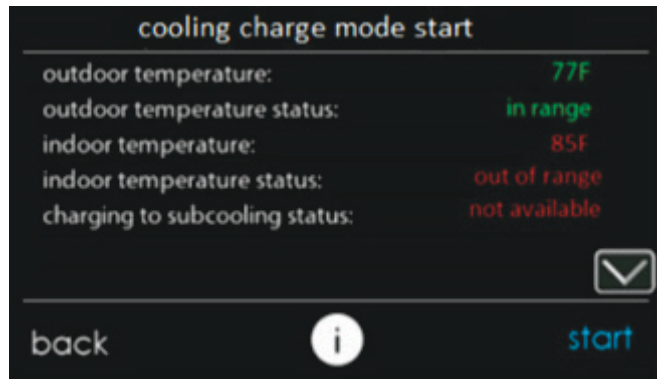 cooling charge mode start
outdoor temperature: 77F
outdoor temperature status: in range
indoor temperature: 85F
indoor temperature status: out of range
charging to subcooling status: not available
back i start